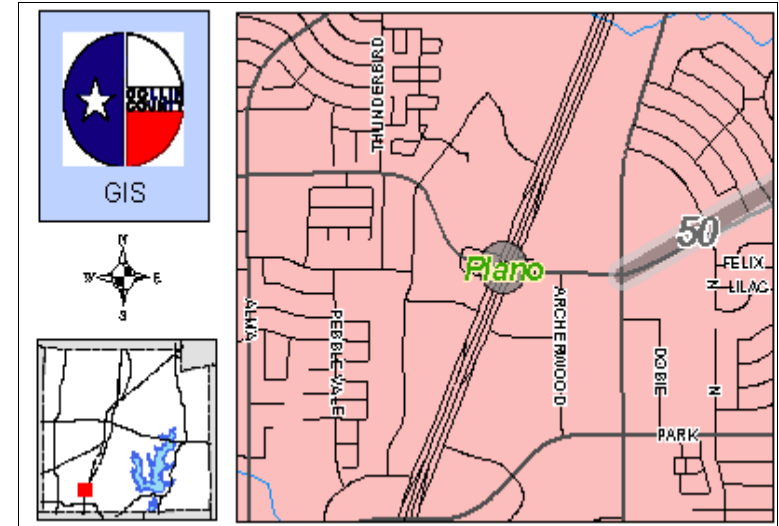 COLLIN
COUNTY
GIS
N
W
E
S
THUNDERBIRD
50
Plano
FELIX
N
LILAC
ALMA
PEBBLE VALE
ARCHERWOOD
DOBIE
N
PARK